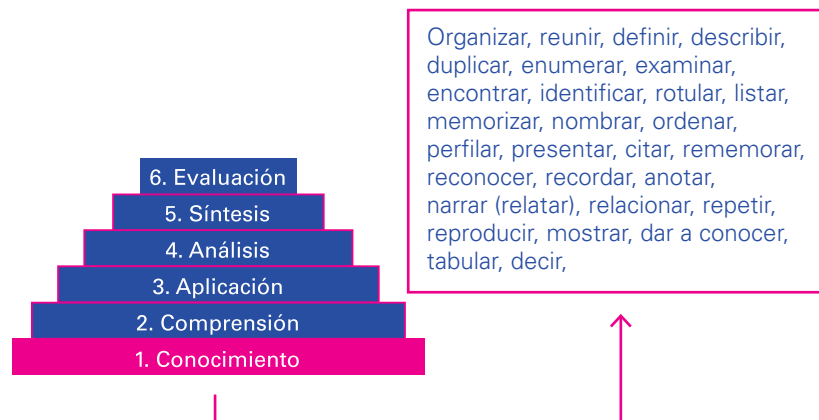 Organizar, reunir, definir, describir,
duplicar, enumerar, examinar,
encontrar, identificar, rotular, listar,
memorizar, nombrar, ordenar,
perfilar, presentar, citar, rememorar,
reconocer, recordar, anotar,
narrar (relatar), relacionar, repetir,
reproducir, mostrar, dar a conocer,
tabular, decir,
6. Evaluación
5. Síntesis
4. Análisis
3. Aplicación
2. Comprensión
1. Conocimiento